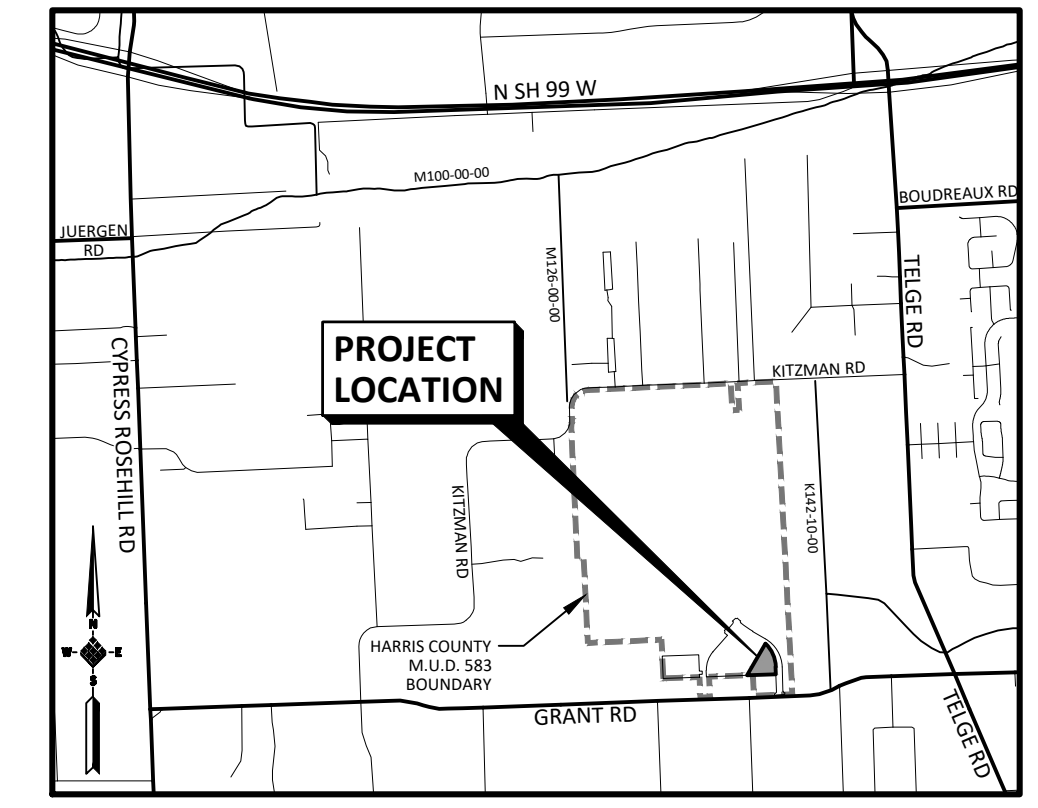 N SH 99 W
M100-00-00
BOUDREAUX RD
JUERGEN
RD
M126-00-00
TELGE RD
PROJECT
LOCATION
CYPRESS ROSEHILL RD
KITZMAN RD
KITZMAN RD
K142-10-00
N
W
E
S
HARRIS COUNTY
M.U.D. 583
BOUNDARY
GRANT RD
TELGE RD